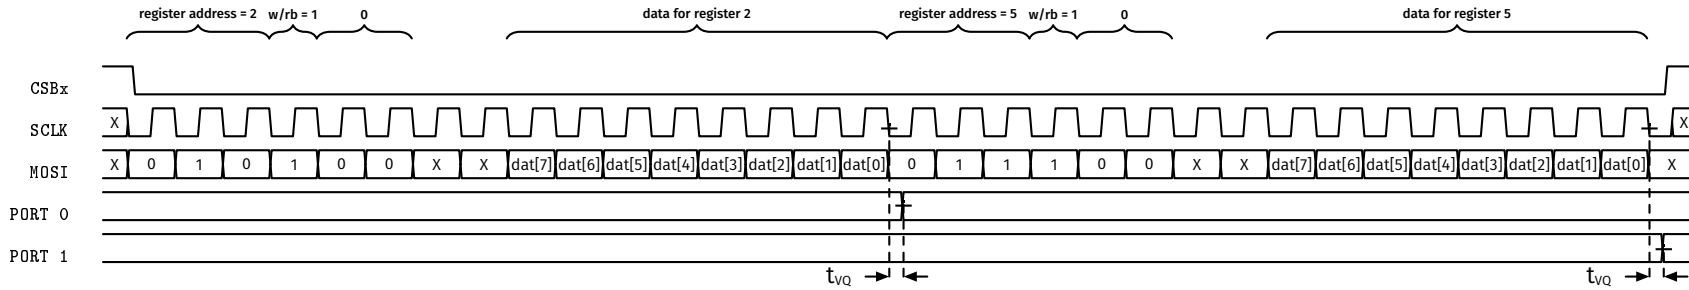 register address = 2 w/rb = 1 0 data for register 2 register address = 5 w/rb = 1 0 data for register 5
CSBx
SCLK X X
MOSI X 0 1 0 1 0 0 X X dat[7] dat[6] dat[5] dat[4] dat[3] dat[2] dat[1] dat[0] 0 1 1 1 0 0 X X dat[7] dat[6] dat[5] dat[4] dat[3] dat[2] dat[1] dat[0] X
PORT 0
PORT 1
tVQ tVQ